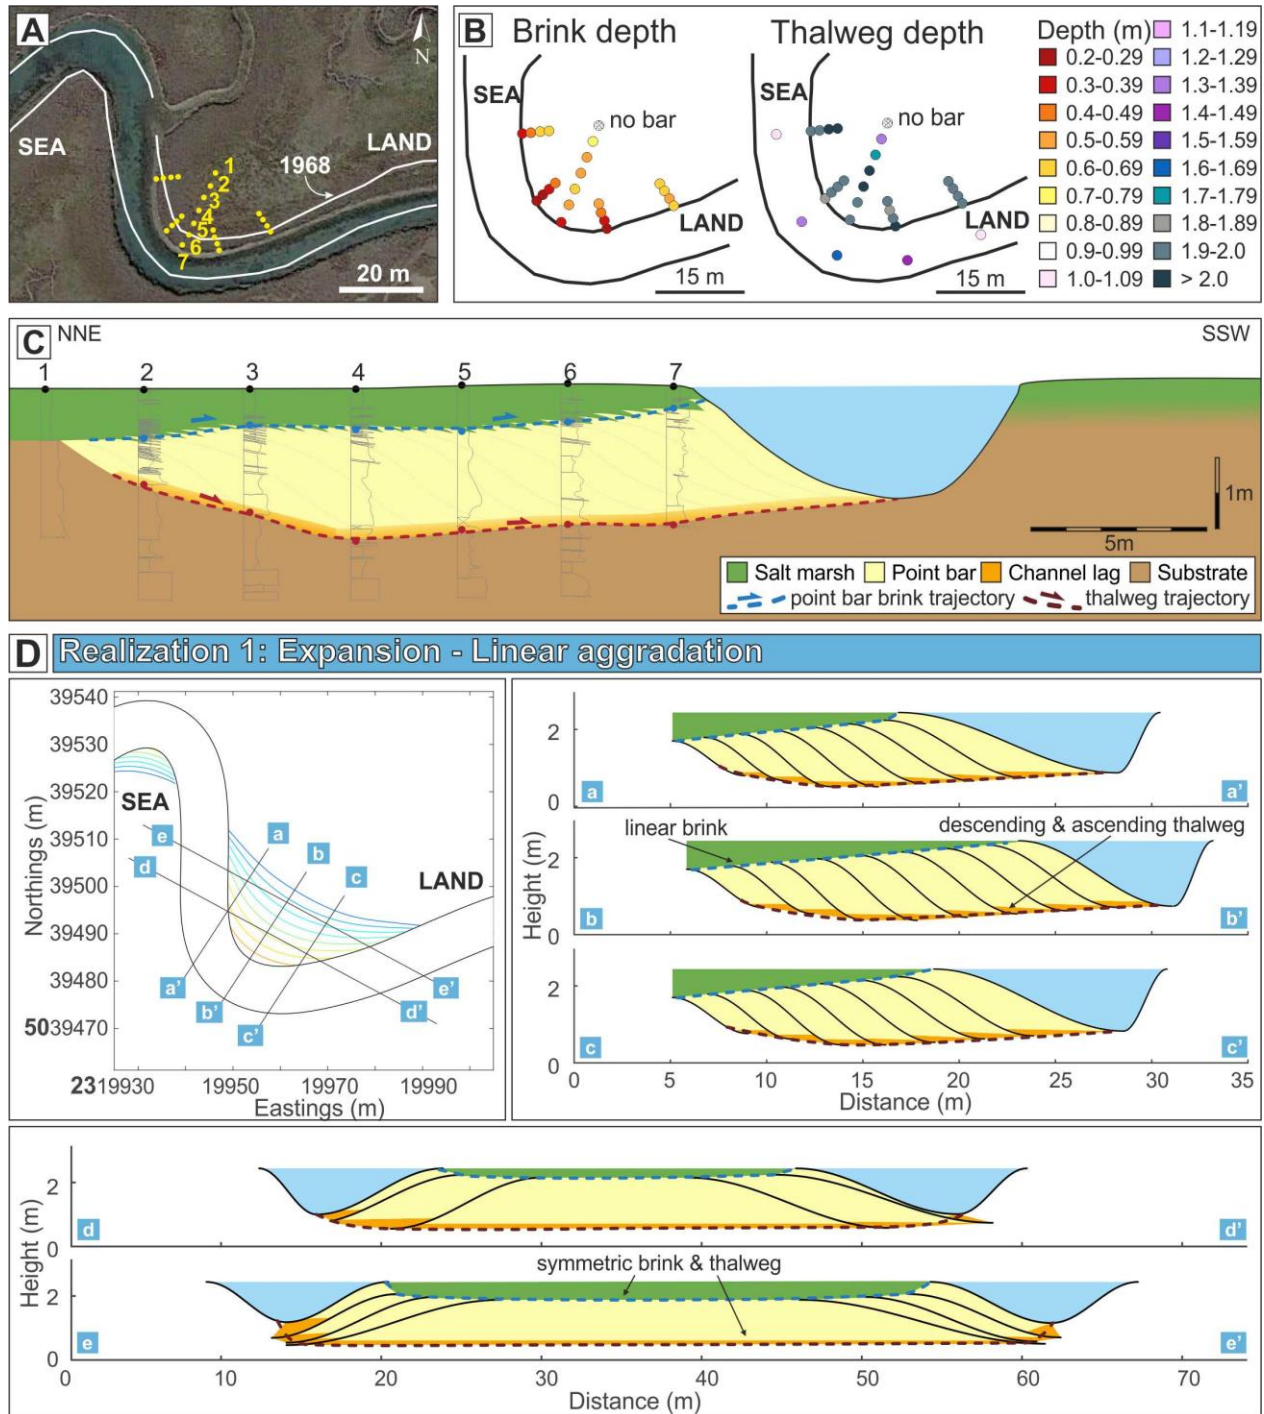 A
N
SEA
LAND
1968
1
2
3
4
5
6
7
20 m
B
Brink depth
Thalweg depth
SEA
no bar
LAND
15 m
SEA
no bar
LAND
15 m
Depth (m)
0.2-0.29
0.3-0.39
0.4-0.49
0.5-0.59
0.6-0.69
0.7-0.79
0.8-0.89
0.9-0.99
1.0-1.09
1.1-1.19
1.2-1.29
1.3-1.39
1.4-1.49
1.5-1.59
1.6-1.69
1.7-1.79
1.8-1.89
1.9-2.0
> 2.0
C
NNE
SSW
1 2 3 4 5 6 7
1m
5m
Salt marsh Point bar Channel lag Substrate
point bar brink trajectory thalweg trajectory
D Realization 1: Expansion - Linear aggradation
39540
39530
39520
39510
39500
39490
39480
5039470
Northings (m)
SEA
LAND
e
d
a
b
c
a'
b'
c'
d'
e'
2319930 19950 19970 19990
Eastings (m)
2
0
a
a'
linear brink
descending & ascending thalweg
Height (m)
2
0
b
b'
2
0
c
c'
0 5 10 15 20 25 30 35
Distance (m)
2
0
d
d'
Height (m)
symmetric brink & thalweg
2
0
e
e'
0 10 20 30 40 50 60 70
Distance (m)